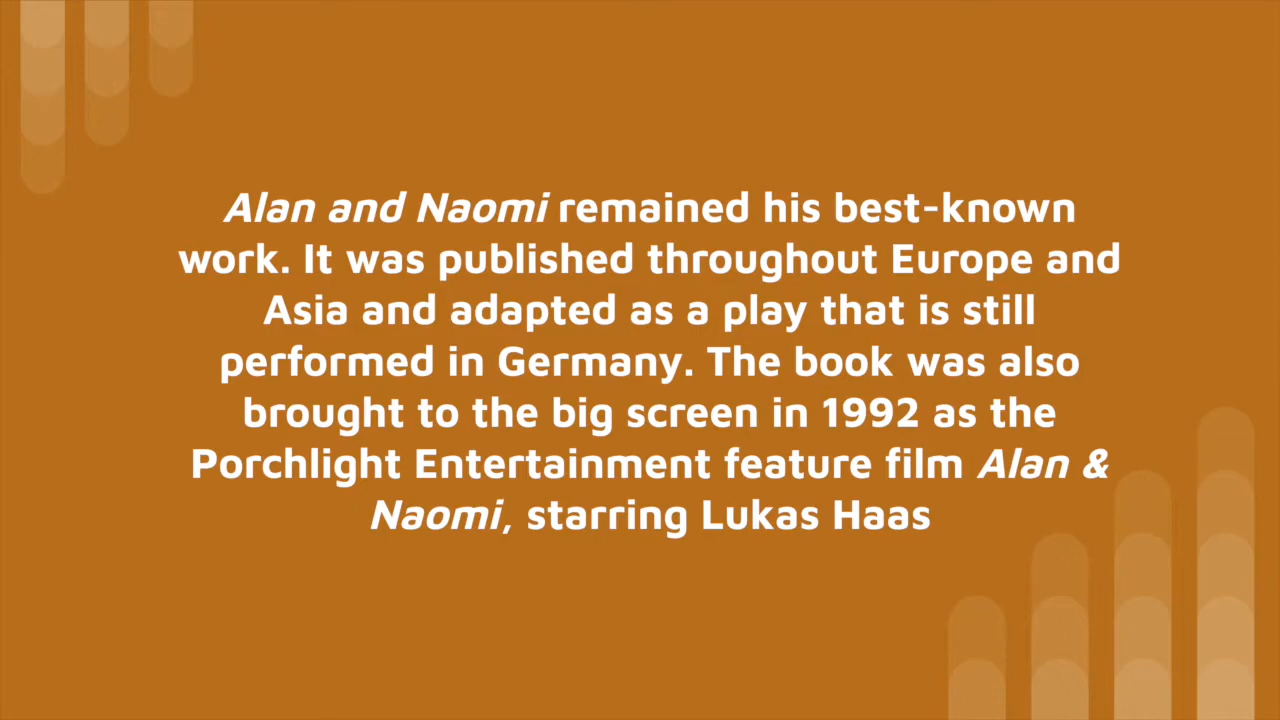 Alan and Naomi remained his best-known
work. It was published throughout Europe and
Asia and adapted as a play that is still
performed in Germany. The book was also
brought to the big screen in 1992 as the
Porchlight Entertainment feature film Alan &
Naomi, starring Lukas Haas